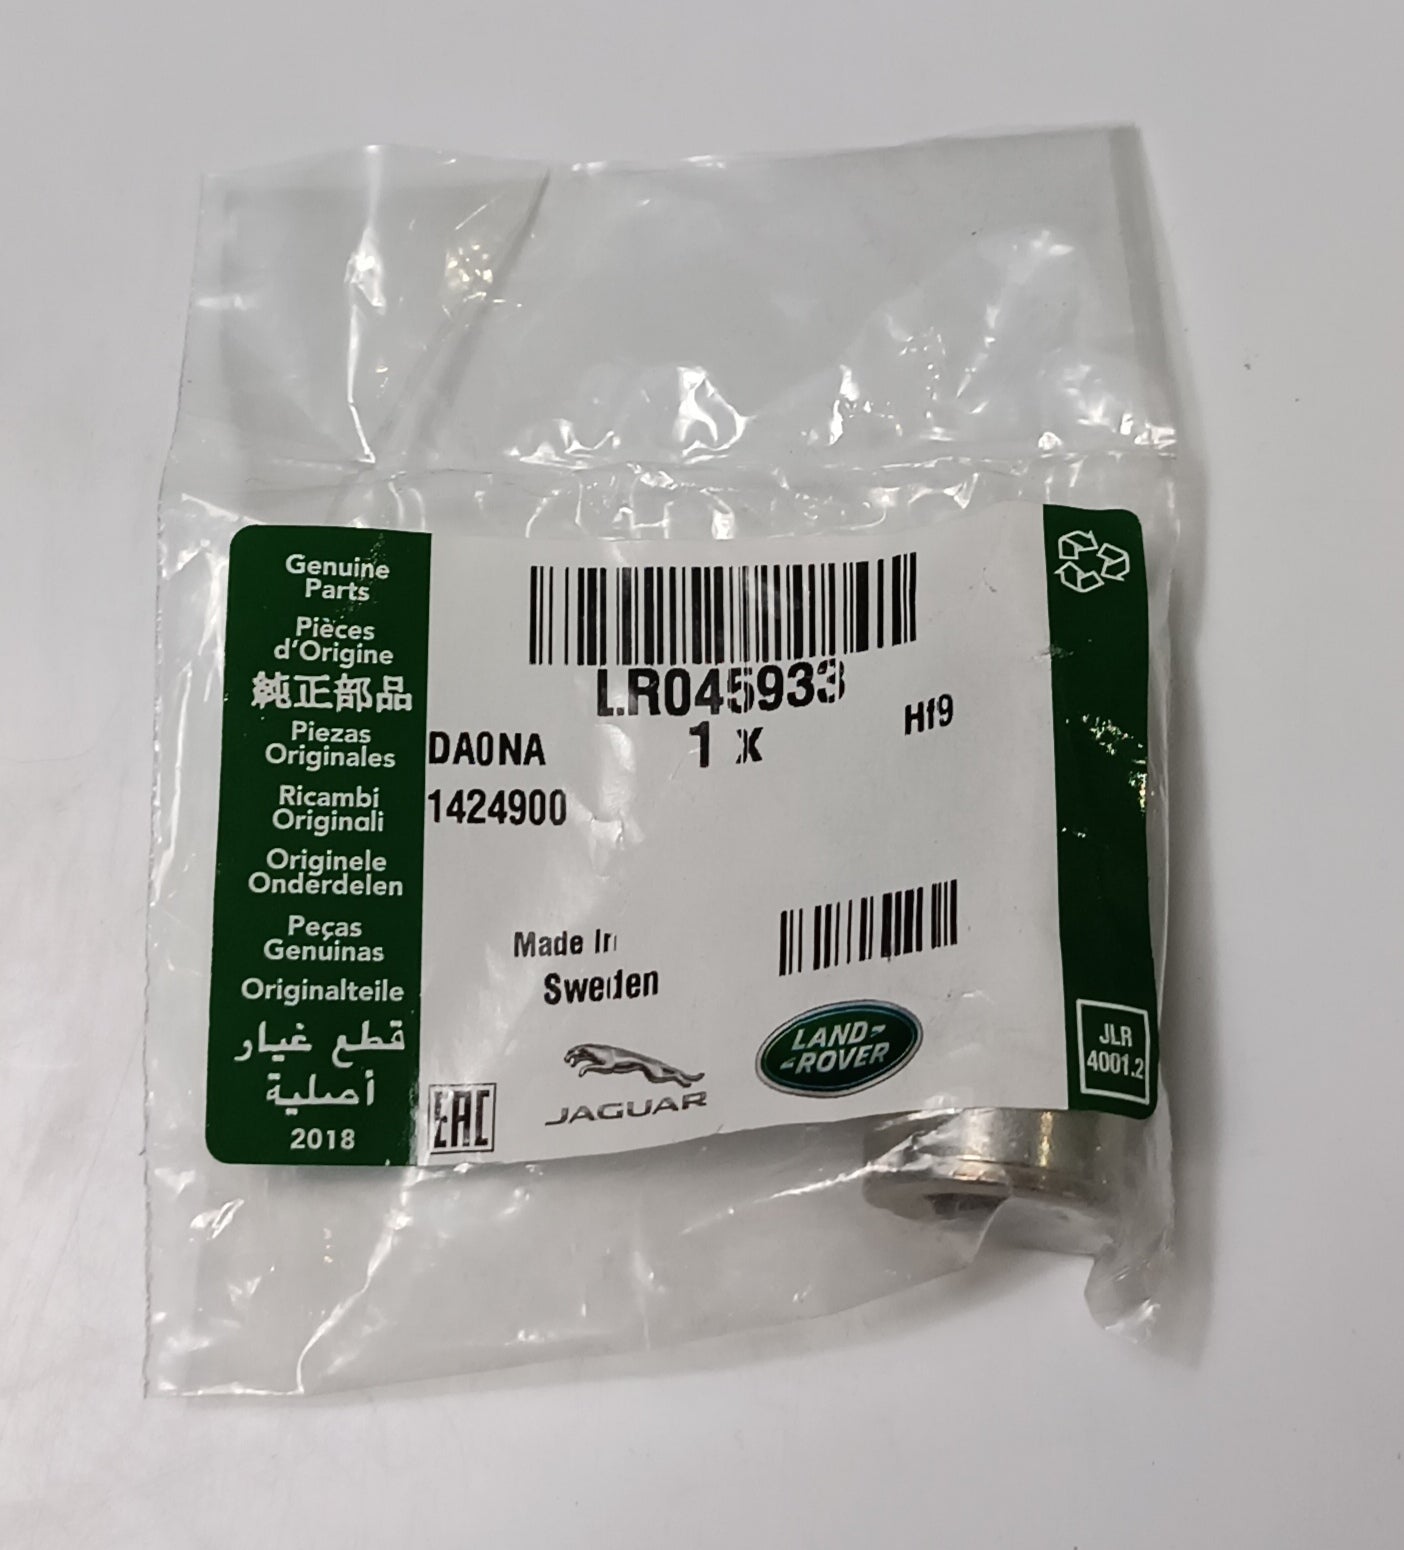 Genuine
Parts
Pièces
d'Origine
純正部品
Piezas
Originales
Ricambi
Originali
Originele
Onderdelen
Peças
Genuínas
Originalteile
قطع غيار
أصلية
2018
LR045933
1 x
Hf9
DA0NA
1424900
Made In
Sweden
EAC
JAGUAR
LAND-
-ROVER
JLR
4001.2